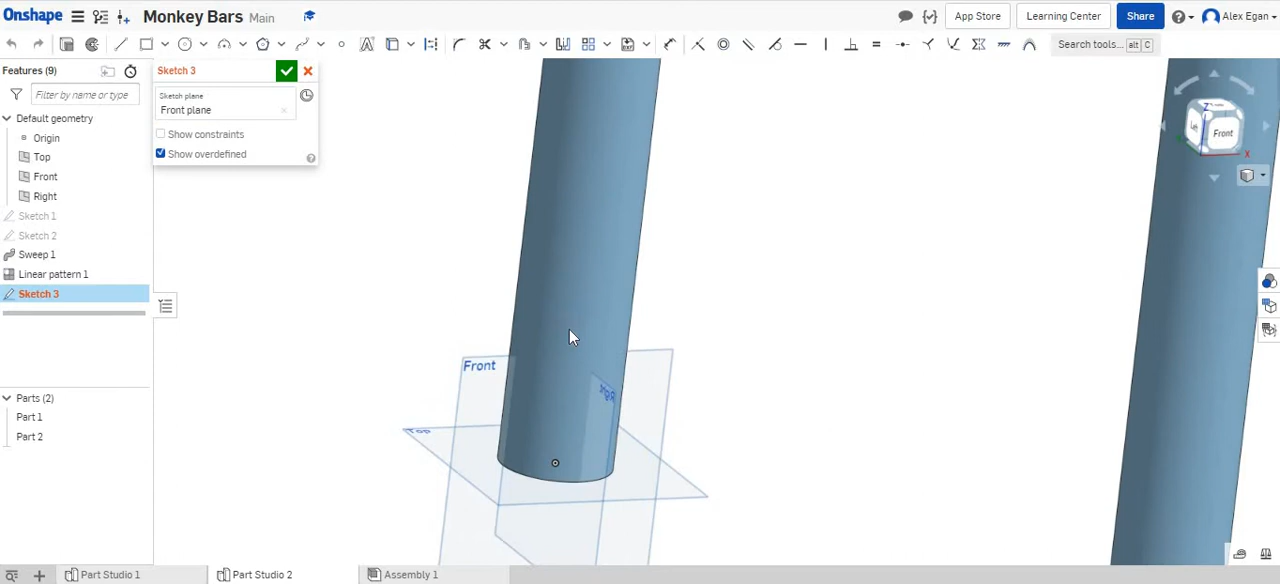 Onshape Monkey Bars Main App Store Learning Center Share Alex Egan
Search tools... alt C
Features (9)
Filter by name or type
Default geometry
Origin
Top
Front
Right
Sketch 1
Sketch 2
Sweep 1
Linear pattern 1
Sketch 3
Parts (2)
Part 1
Part 2
Sketch 3
Sketch plane
Front plane
Show constraints
Show overdefined
Front
Top
Right
Z
Front
X
Part Studio 1 Part Studio 2 Assembly 1